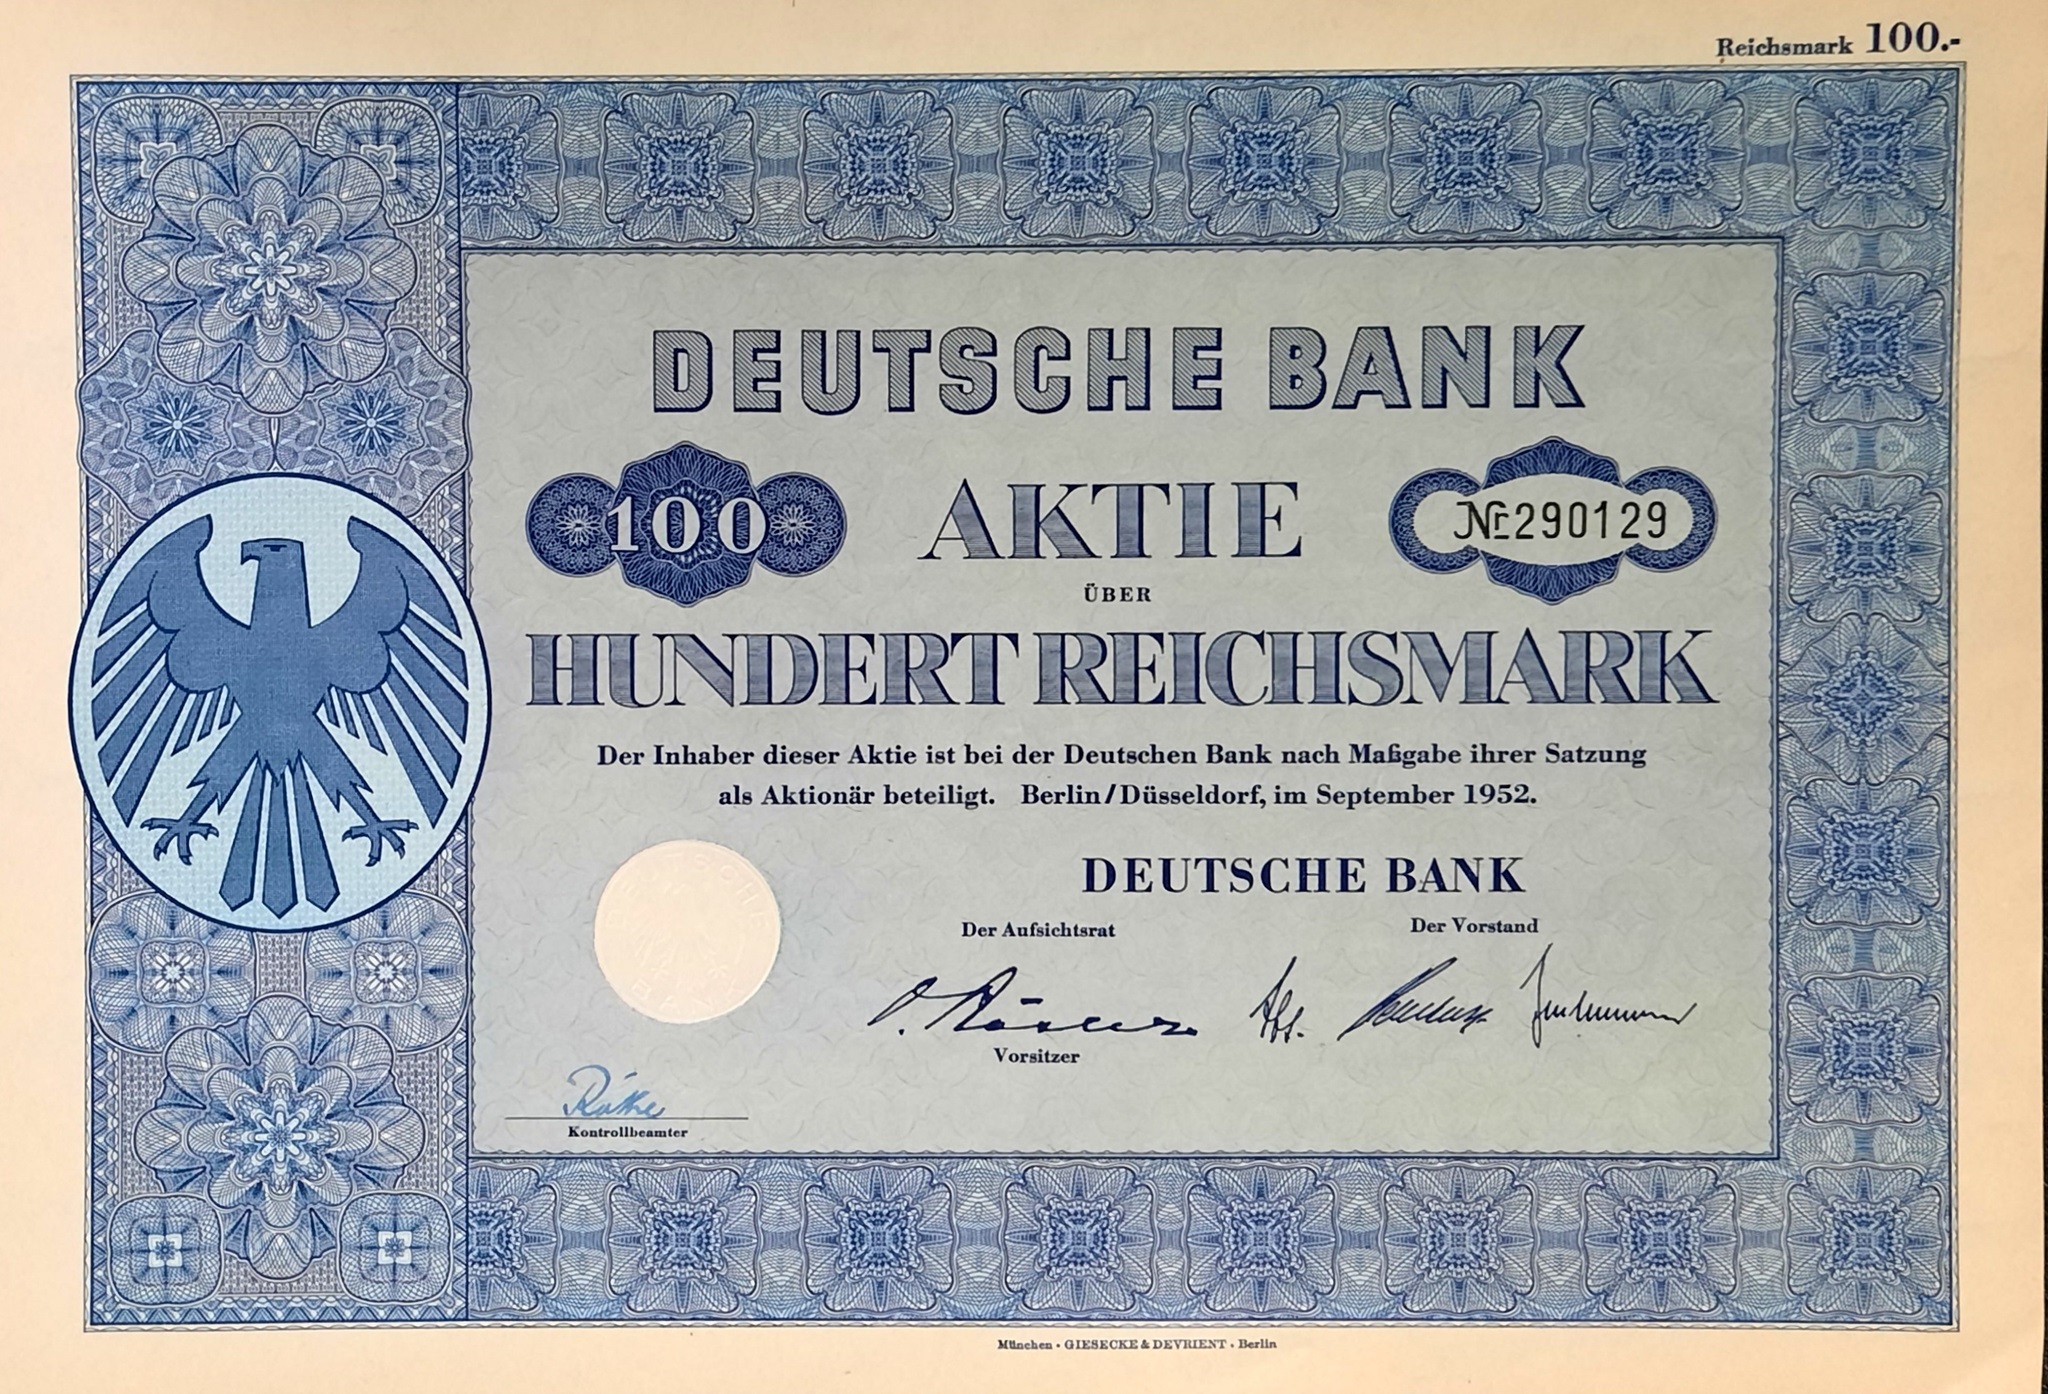 Reichsmark 100.-
DEUTSCHE BANK
100
AKTIE
Nr 290129
ÜBER
HUNDERT REICHSMARK
Der Inhaber dieser Aktie ist bei der Deutschen Bank nach Maßgabe ihrer Satzung
als Aktionär beteiligt. Berlin/Düsseldorf, im September 1952.
DEUTSCHE BANK
Der Aufsichtsrat
Der Vorstand
Vorsitzer
Kontrollbeamter
München · GIESECKE & DEVRIENT · Berlin